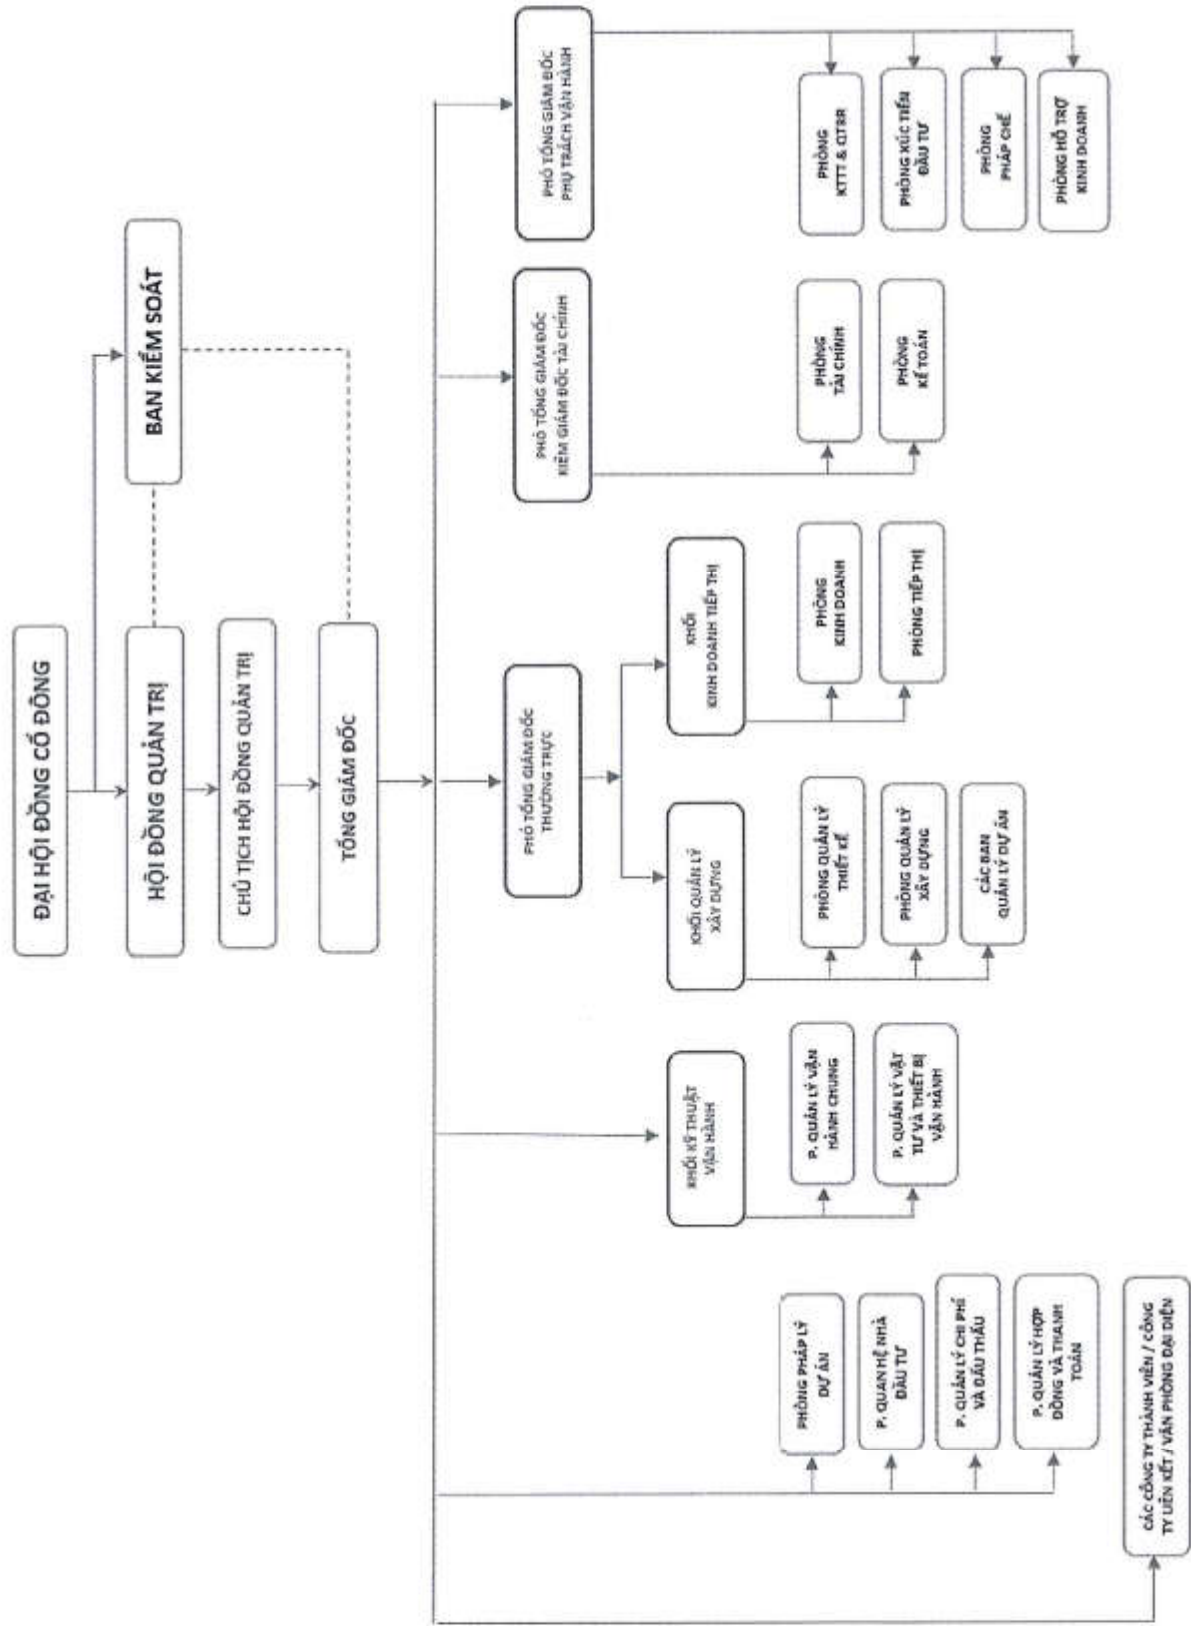 ĐẠI HỘI ĐỒNG CỔ ĐÔNG
HỘI ĐỒNG QUẢN TRỊ
BAN KIỂM SOÁT
CHỦ TỊCH HỘI ĐỒNG QUẢN TRỊ
TỔNG GIÁM ĐỐC
PHÓ TỔNG GIÁM ĐỐC
THƯỜNG TRỰC
PHÓ TỔNG GIÁM ĐỐC
KIÊM GIÁM ĐỐC TÀI CHÍNH
PHÓ TỔNG GIÁM ĐỐC
PHỤ TRÁCH VẬN HÀNH
KHỐI KỸ THUẬT
VẬN HÀNH
KHỐI QUẢN LÝ
XÂY DỰNG
KHỐI
KINH DOANH TIẾP THỊ
PHÒNG PHÁP LÝ
DỰ ÁN
P. QUAN HỆ NHÀ
ĐẦU TƯ
P. QUẢN LÝ CHI PHÍ
VÀ ĐẤU THẦU
P. QUẢN LÝ HỢP
ĐỒNG VÀ THANH
TOÁN
P. QUẢN LÝ VẬN
HÀNH CHUNG
P. QUẢN LÝ VẬT
TƯ VÀ THIẾT BỊ
VẬN HÀNH
PHÒNG QUẢN LÝ
THIẾT KẾ
PHÒNG QUẢN LÝ
XÂY DỰNG
CÁC BAN
QUẢN LÝ DỰ ÁN
PHÒNG
KINH DOANH
PHÒNG TIẾP THỊ
PHÒNG
TÀI CHÍNH
PHÒNG
KẾ TOÁN
PHÒNG
KTTT & QTRR
PHÒNG XÚC TIẾN
ĐẦU TƯ
PHÒNG
PHÁP CHẾ
PHÒNG HỖ TRỢ
KINH DOANH
CÁC CÔNG TY THÀNH VIÊN / CÔNG
TY LIÊN KẾT / VĂN PHÒNG ĐẠI DIỆN